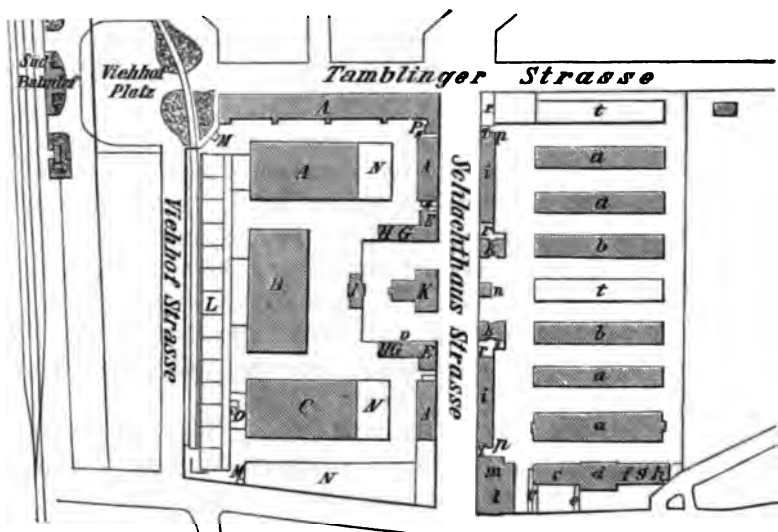 Tamblinger Strasse
Süd
Bahnhof
Viehhof
Platz
Viehhof Strasse
Schlachthaus Strasse
A
M
P
A
N
A
E
H G
B
L
J
K
v
H G
E
O
C
N
A
M
N
r
t
p
i
a
a
r
k
b
n
t
b
b
r
a
i
a
p
m
l
c
d
f g h
e
e